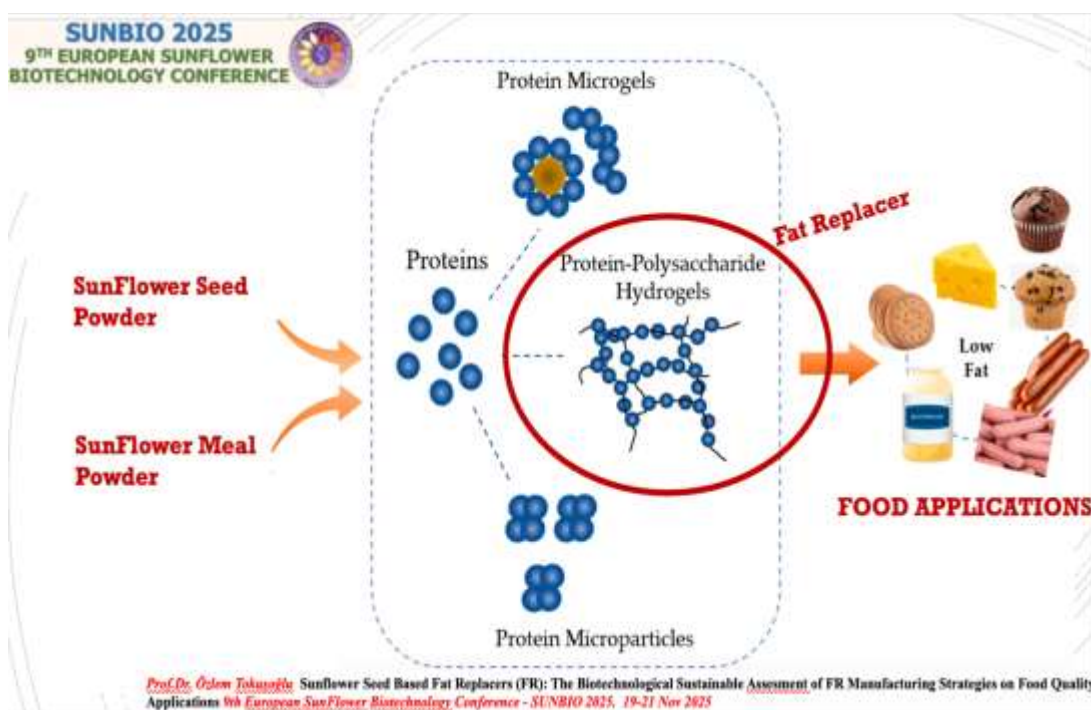 SUNBIO 2025
9TH EUROPEAN SUNFLOWER
BIOTECHNOLOGY CONFERENCE
Protein Microgels
Fat Replacer
Proteins
Protein-Polysaccharide
Hydrogels
SunFlower Seed
Powder
Low
Fat
SunFlower Meal
Powder
FOOD APPLICATIONS
Protein Microparticles
Prof.Dr. Özlem Tokuşoğlu Sunflower Seed Based Fat Replacers (FR): The Biotechnological Sustainable Assesment of FR Manufacturing Strategies on Food Quality
Applications 9th European SunFlower Biotechnology Conference - SUNBIO 2025, 19-21 Nov 2025